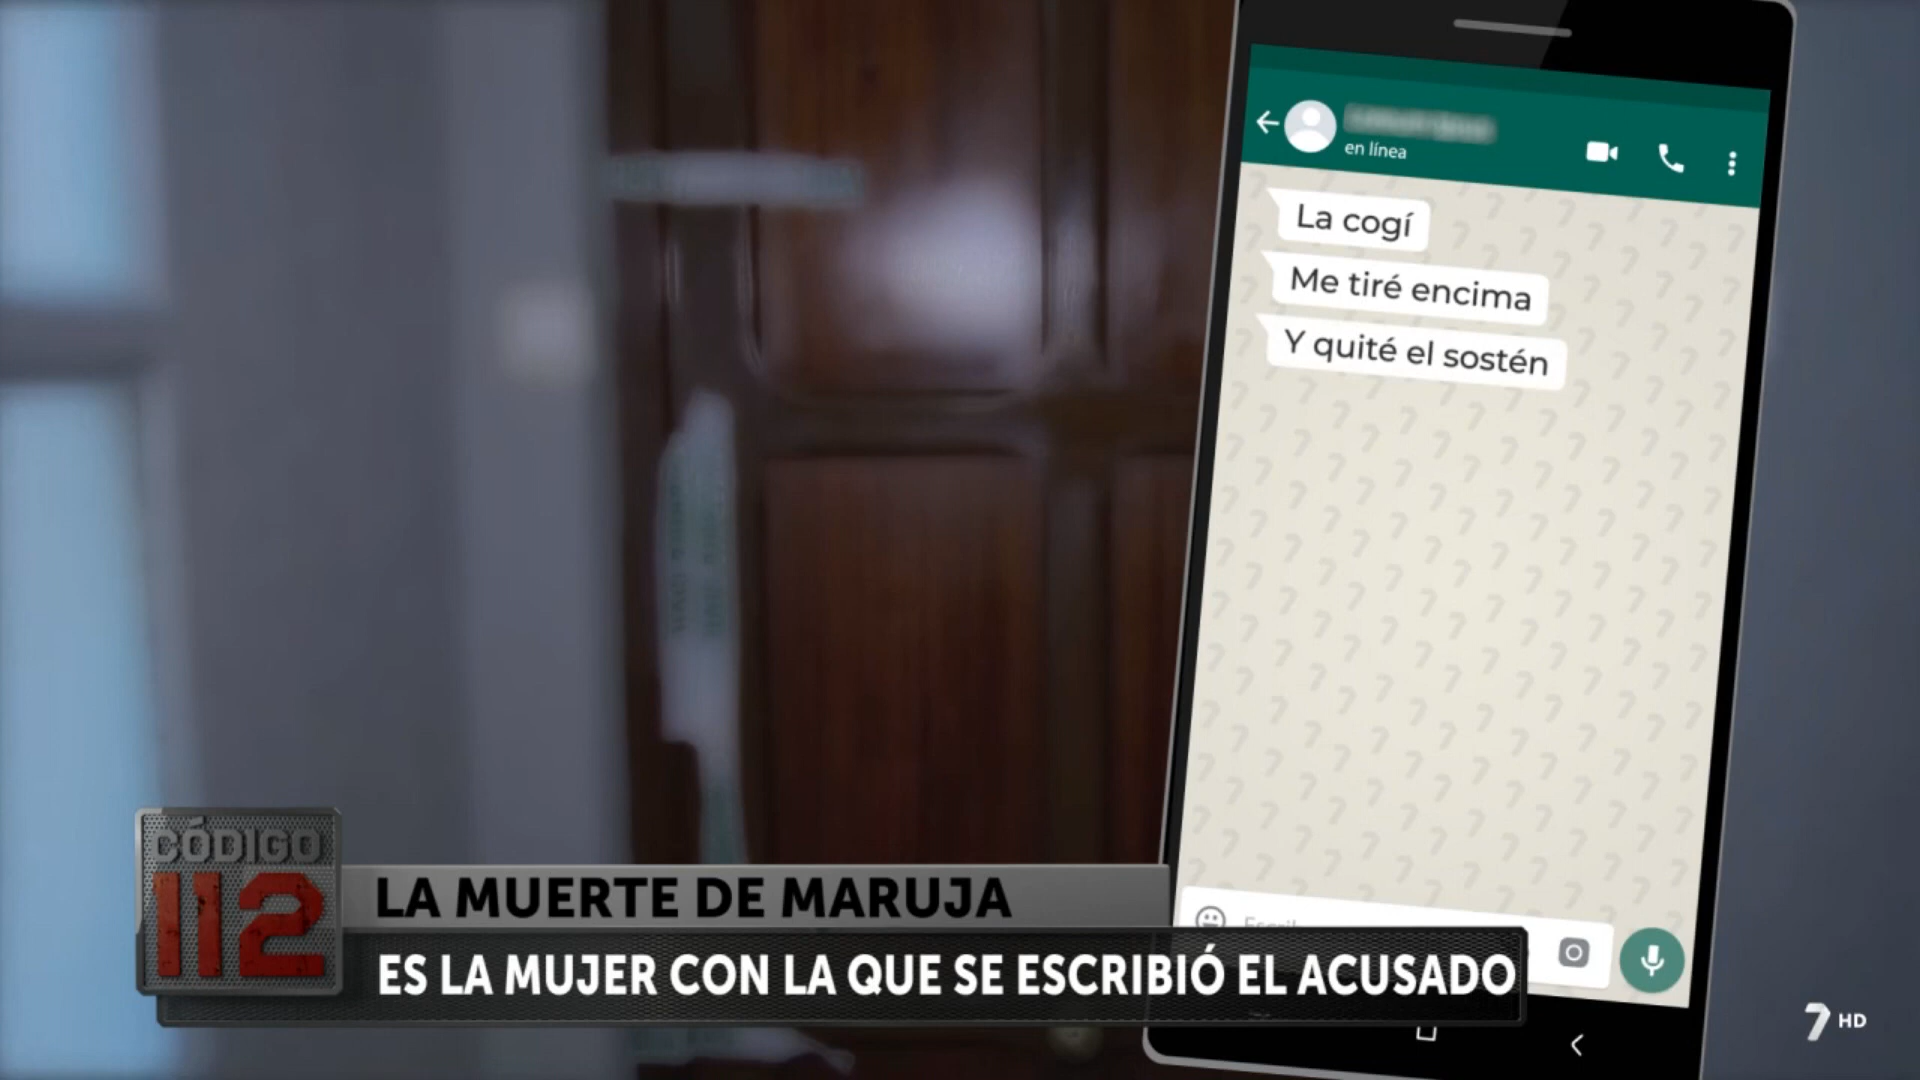 en línea
La cogí
Me tiré encima
Y quité el sostén
CÓDIGO
112
LA MUERTE DE MARUJA
ES LA MUJER CON LA QUE SE ESCRIBIÓ EL ACUSADO
7 HD